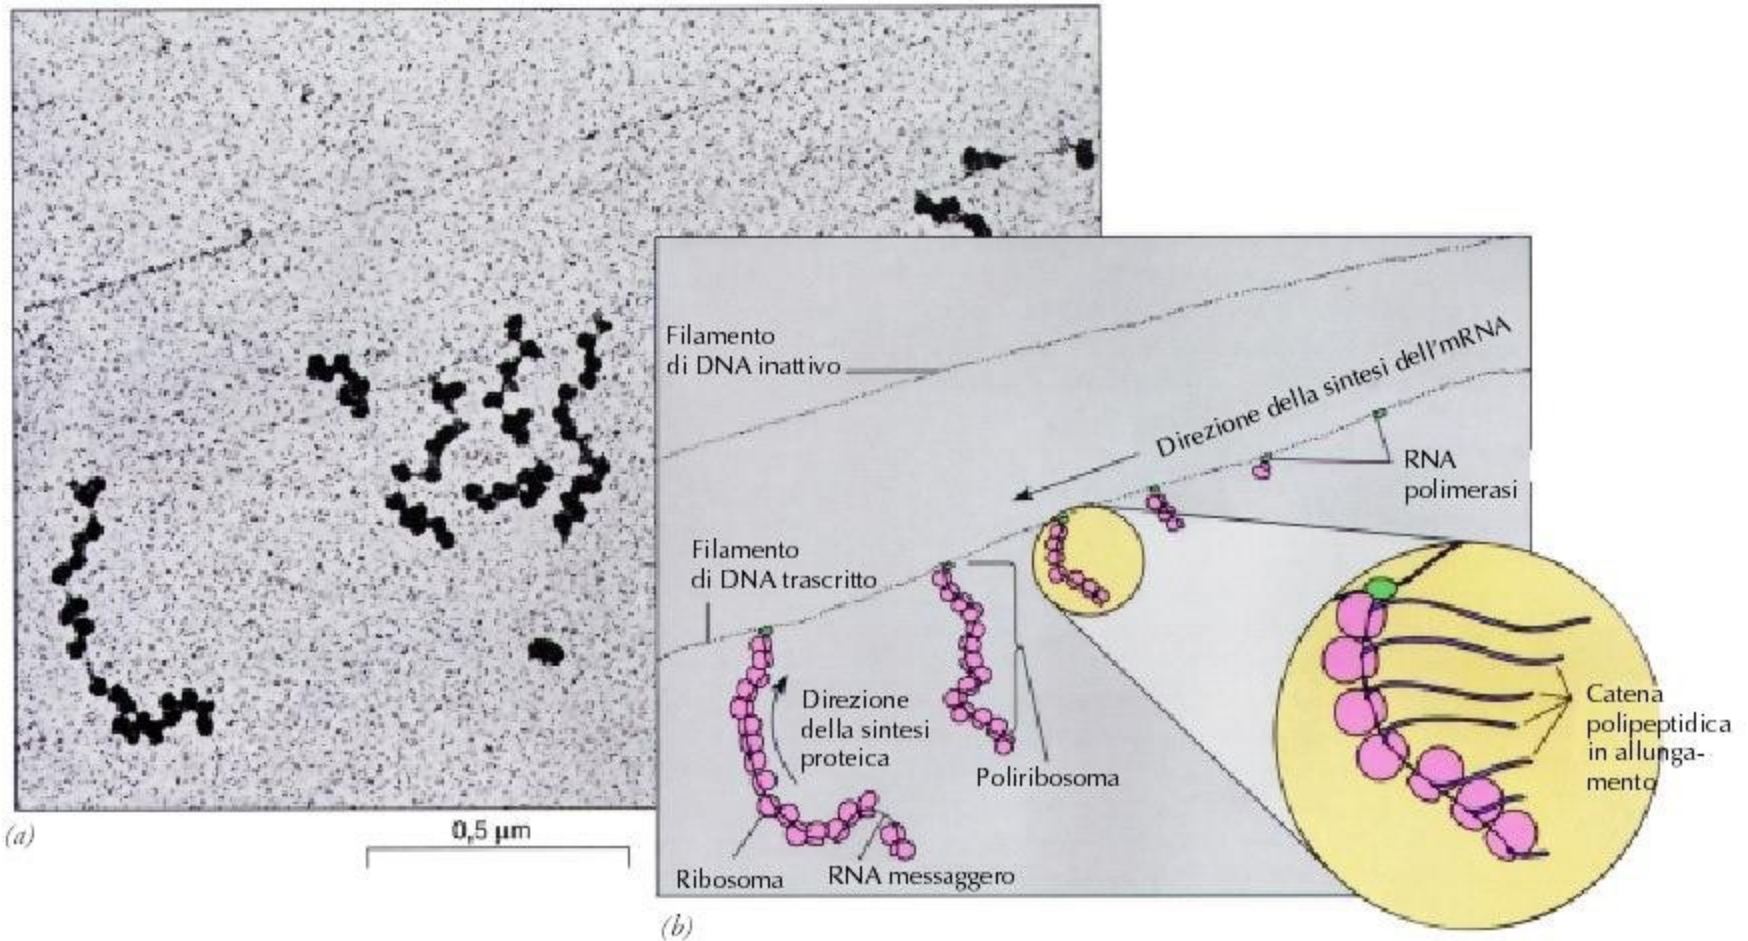 Filamento
di DNA inattivo
Direzione della sintesi dell'mRNA
RNA
polimerasi
Filamento
di DNA trascritto
Direzione
della sintesi
proteica
Poliribosoma
Catena
polipeptidica
in allunga-
mento
Ribosoma
RNA messaggero
(a)
0,5 μm
(b)